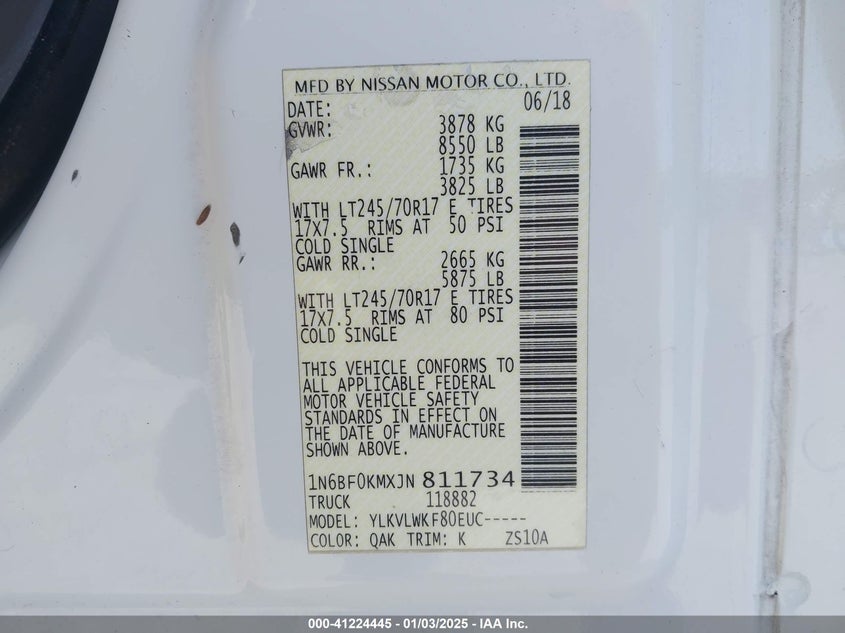 MFD BY NISSAN MOTOR CO., LTD.
DATE: 06/18
GVWR: 3878 KG
8550 LB
GAWR FR.: 1735 KG
3825 LB
WITH LT245/70R17 E TIRES
17X7.5 RIMS AT 50 PSI
COLD SINGLE
GAWR RR.: 2665 KG
5875 LB
WITH LT245/70R17 E TIRES
17X7.5 RIMS AT 80 PSI
COLD SINGLE
THIS VEHICLE CONFORMS TO
ALL APPLICABLE FEDERAL
MOTOR VEHICLE SAFETY
STANDARDS IN EFFECT ON
THE DATE OF MANUFACTURE
SHOWN ABOVE.
1N6BF0KMXJN 811734
TRUCK 118882
MODEL: YLKVLWKF80EUC-----
COLOR: QAK TRIM: K ZS10A
000-41224445 - 01/03/2025 - IAA Inc.